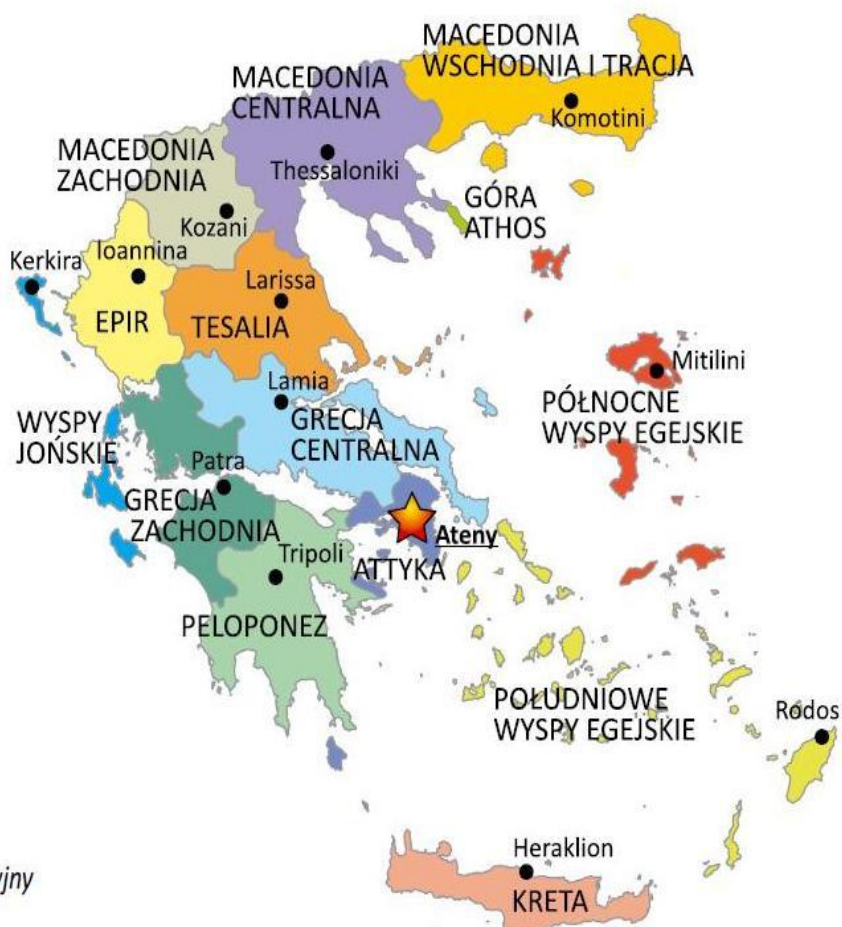 MACEDONIA
WSCHODNIA I TRACJA
Komotini
MACEDONIA
CENTRALNA
Thessaloniki
MACEDONIA
ZACHODNIA
Kozani
GÓRA
ATHOS
Ioannina
Kerkira
EPIR
Larissa
TESALIA
Mitilini
Lamia
PÓŁNOCNE
WYSPY EGEJSKIE
WYSPY
JOŃSKIE
GRECJA
CENTRALNA
Patra
GRECJA
ZACHODNIA
Ateny
Tripoli
ATTYKA
PELOPONEZ
POŁUDNIOWE
WYSPY EGEJSKIE
Rodos
Heraklion
KRETA
yjny